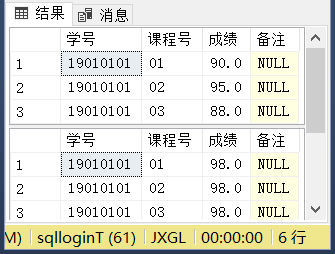 结果 消息
学号 课程号 成绩 备注
1 19010101 01 90.0 NULL
2 19010101 02 95.0 NULL
3 19010101 03 88.0 NULL
学号 课程号 成绩 备注
1 19010101 01 98.0 NULL
2 19010101 02 98.0 NULL
3 19010101 03 98.0 NULL
M) sqlloginT (61) JXGL 00:00:00 6 行